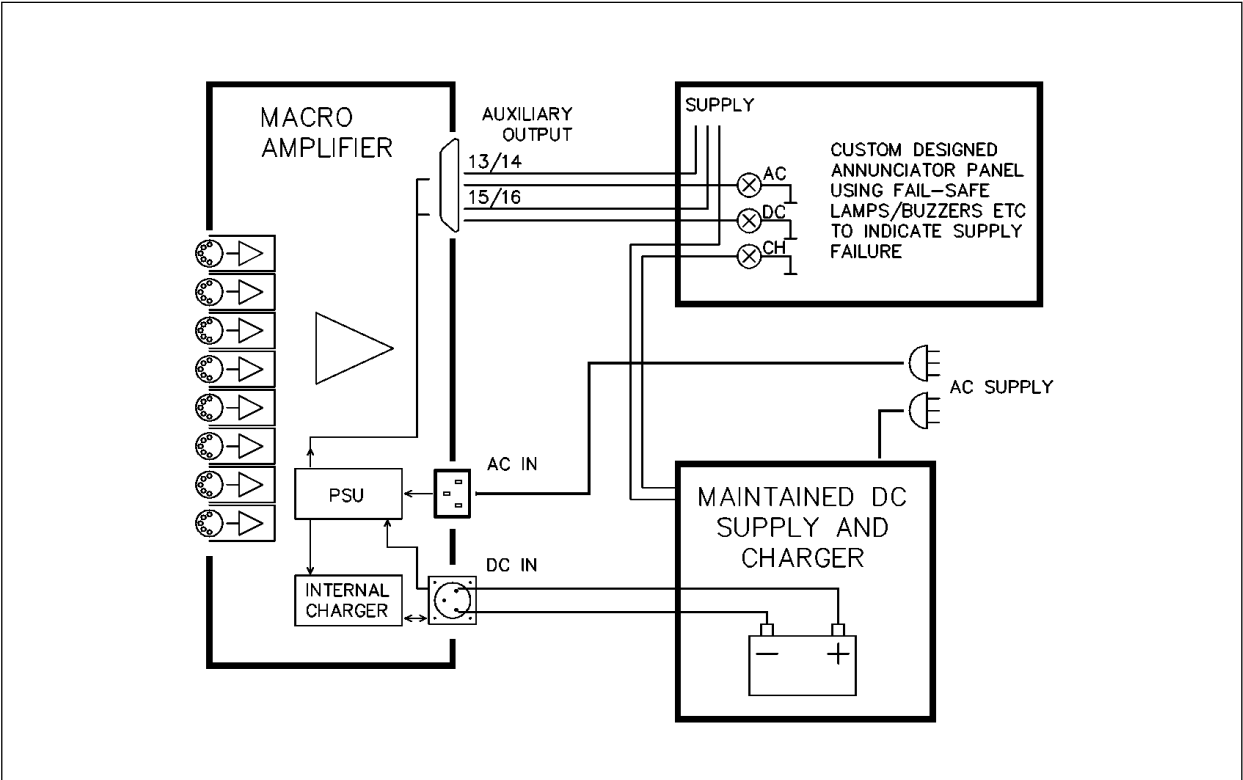 MACRO
AMPLIFIER
AUXILIARY
OUTPUT
13/14
15/16
SUPPLY
AC
DC
CH
CUSTOM DESIGNED
ANNUNCIATOR PANEL
USING FAIL-SAFE
LAMPS/BUZZERS ETC
TO INDICATE SUPPLY
FAILURE
AC SUPPLY
AC IN
PSU
DC IN
INTERNAL
CHARGER
MAINTAINED DC
SUPPLY AND
CHARGER
− +